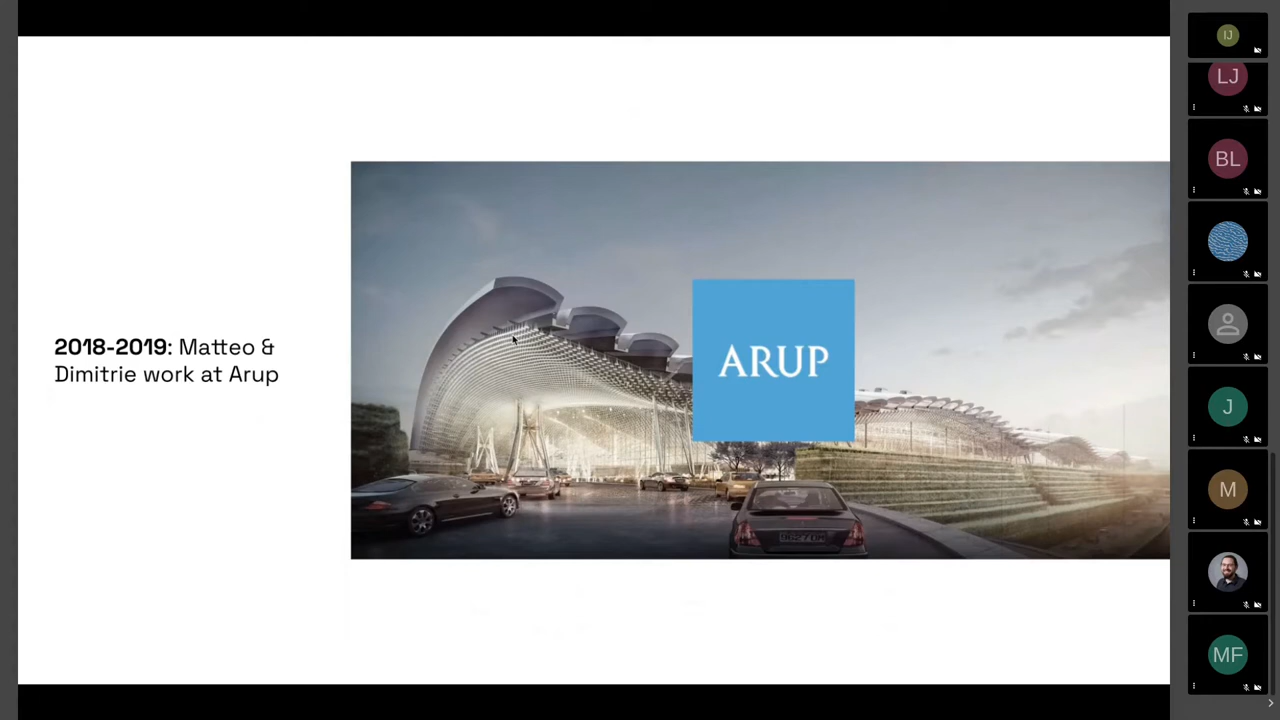 2018-2019: Matteo &
Dimitrie work at Arup
ARUP
IJ
LJ
BL
J
M
MF